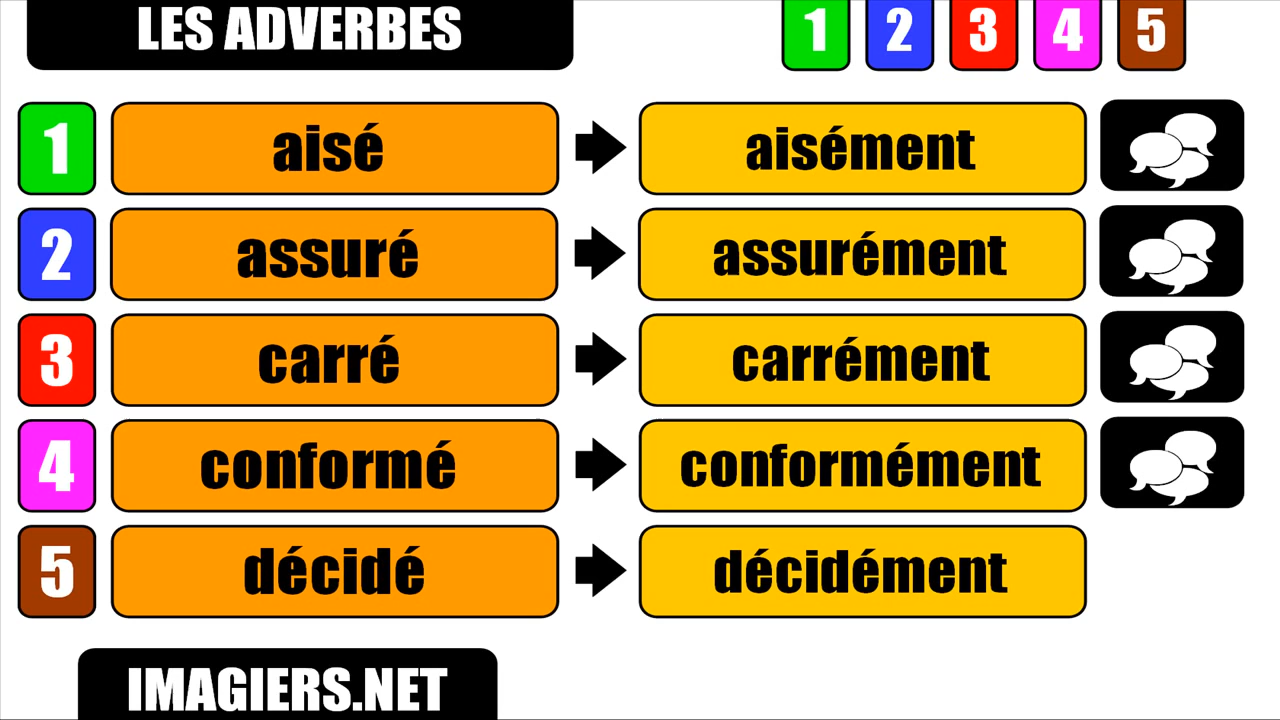 LES ADVERBES 1 2 3 4 5
1 aisé aisément
2 assuré assurément
3 carré carrément
4 conformé conformément
5 décidé décidément
IMAGIERS.NET